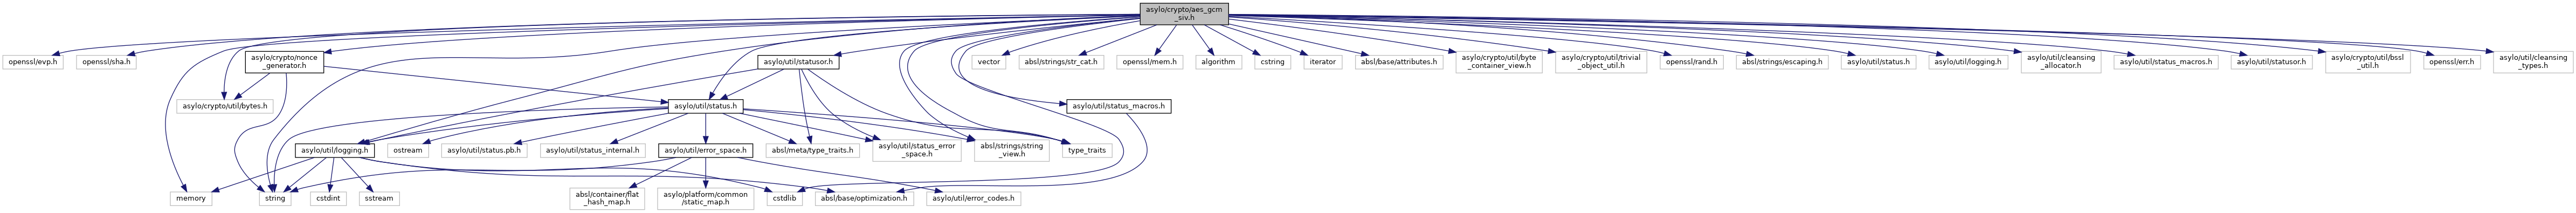 asylo/crypto/aes_gcm
_siv.h
openssl/evp.h
openssl/sha.h
asylo/crypto/nonce
_generator.h
asylo/util/statusor.h
vector
absl/strings/str_cat.h
openssl/mem.h
algorithm
cstring
iterator
absl/base/attributes.h
asylo/crypto/util/byte
_container_view.h
asylo/crypto/util/trivial
_object_util.h
openssl/rand.h
absl/strings/escaping.h
asylo/util/status.h
asylo/util/logging.h
asylo/util/cleansing
_allocator.h
asylo/util/status_macros.h
asylo/util/statusor.h
asylo/crypto/util/bssl
_util.h
openssl/err.h
asylo/util/cleansing
_types.h
asylo/crypto/util/bytes.h
asylo/util/status.h
asylo/util/status_macros.h
asylo/util/logging.h
ostream
asylo/util/status.pb.h
asylo/util/status_internal.h
asylo/util/error_space.h
absl/meta/type_traits.h
asylo/util/status_error
_space.h
absl/strings/string
_view.h
type_traits
memory
string
cstdint
sstream
absl/container/flat
_hash_map.h
asylo/platform/common
/static_map.h
cstdlib
absl/base/optimization.h
asylo/util/error_codes.h